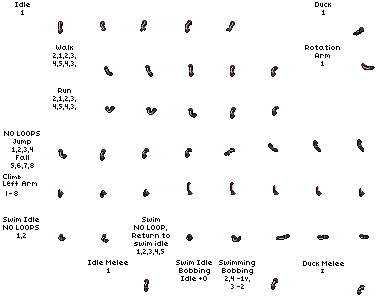 Idle
1
Duck
1
Walk
2,1,2,3,
4,5,4,3,
Rotation
Arm
1
Run
2,1,2,3,
4,5,4,3,
NO LOOPS
Jump
1,2,3,4
Fall
5,6,7,8
Climb
Left Arm
1-8
Swim Idle
NO LOOPS
1,2
Swim
NO LOOP,
Return to
swim idle
1,2,3,4,5
Swim Idle
Bobbing
Idle +0
Swimming
Bobbing
2,4 -1v,
3 -2
Idle Melee
1
Duck Melee
1